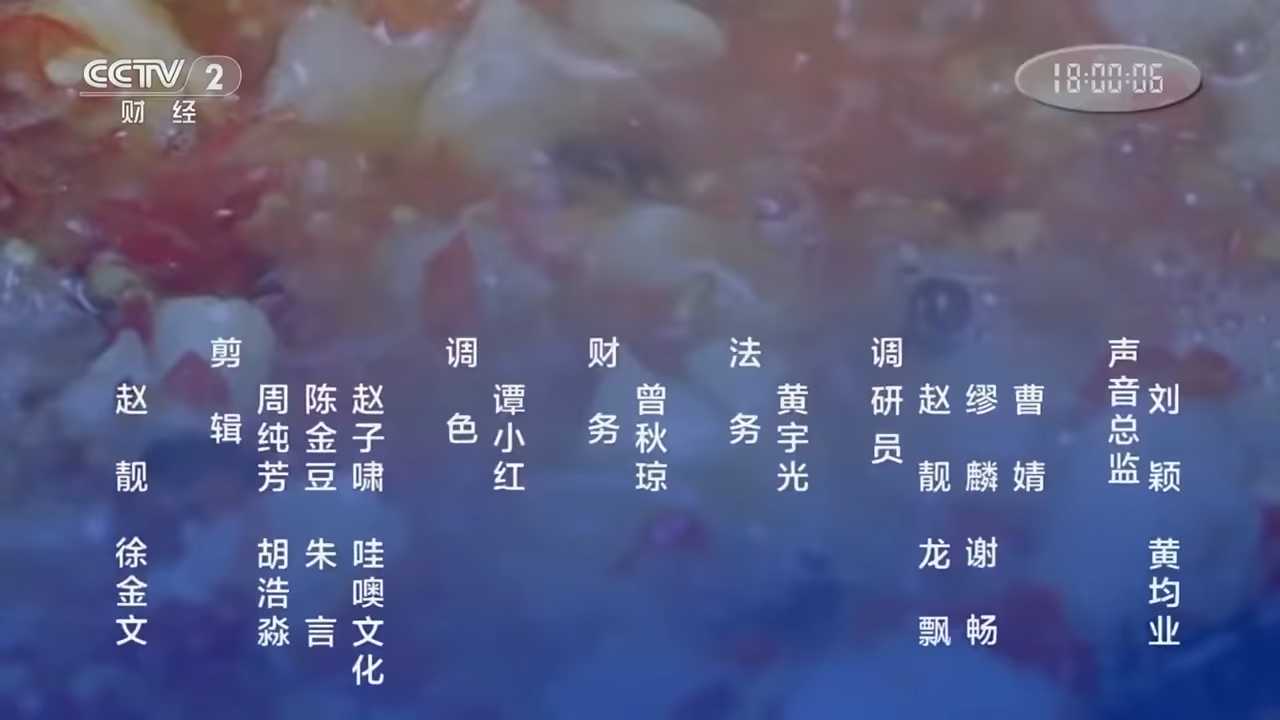 CCTV 2
财 经
18:00:06
赵 靓 徐金文
剪 辑
周纯芳 胡浩淼
陈金豆 朱 言
赵子啸 哇噢文化
调 色
谭小红
财 务
曾秋琼
法 务
黄宇光
调研员
赵 靓 龙 飘
缪 麟 谢 畅
曹 婧
声音总监
刘 颖 黄均业